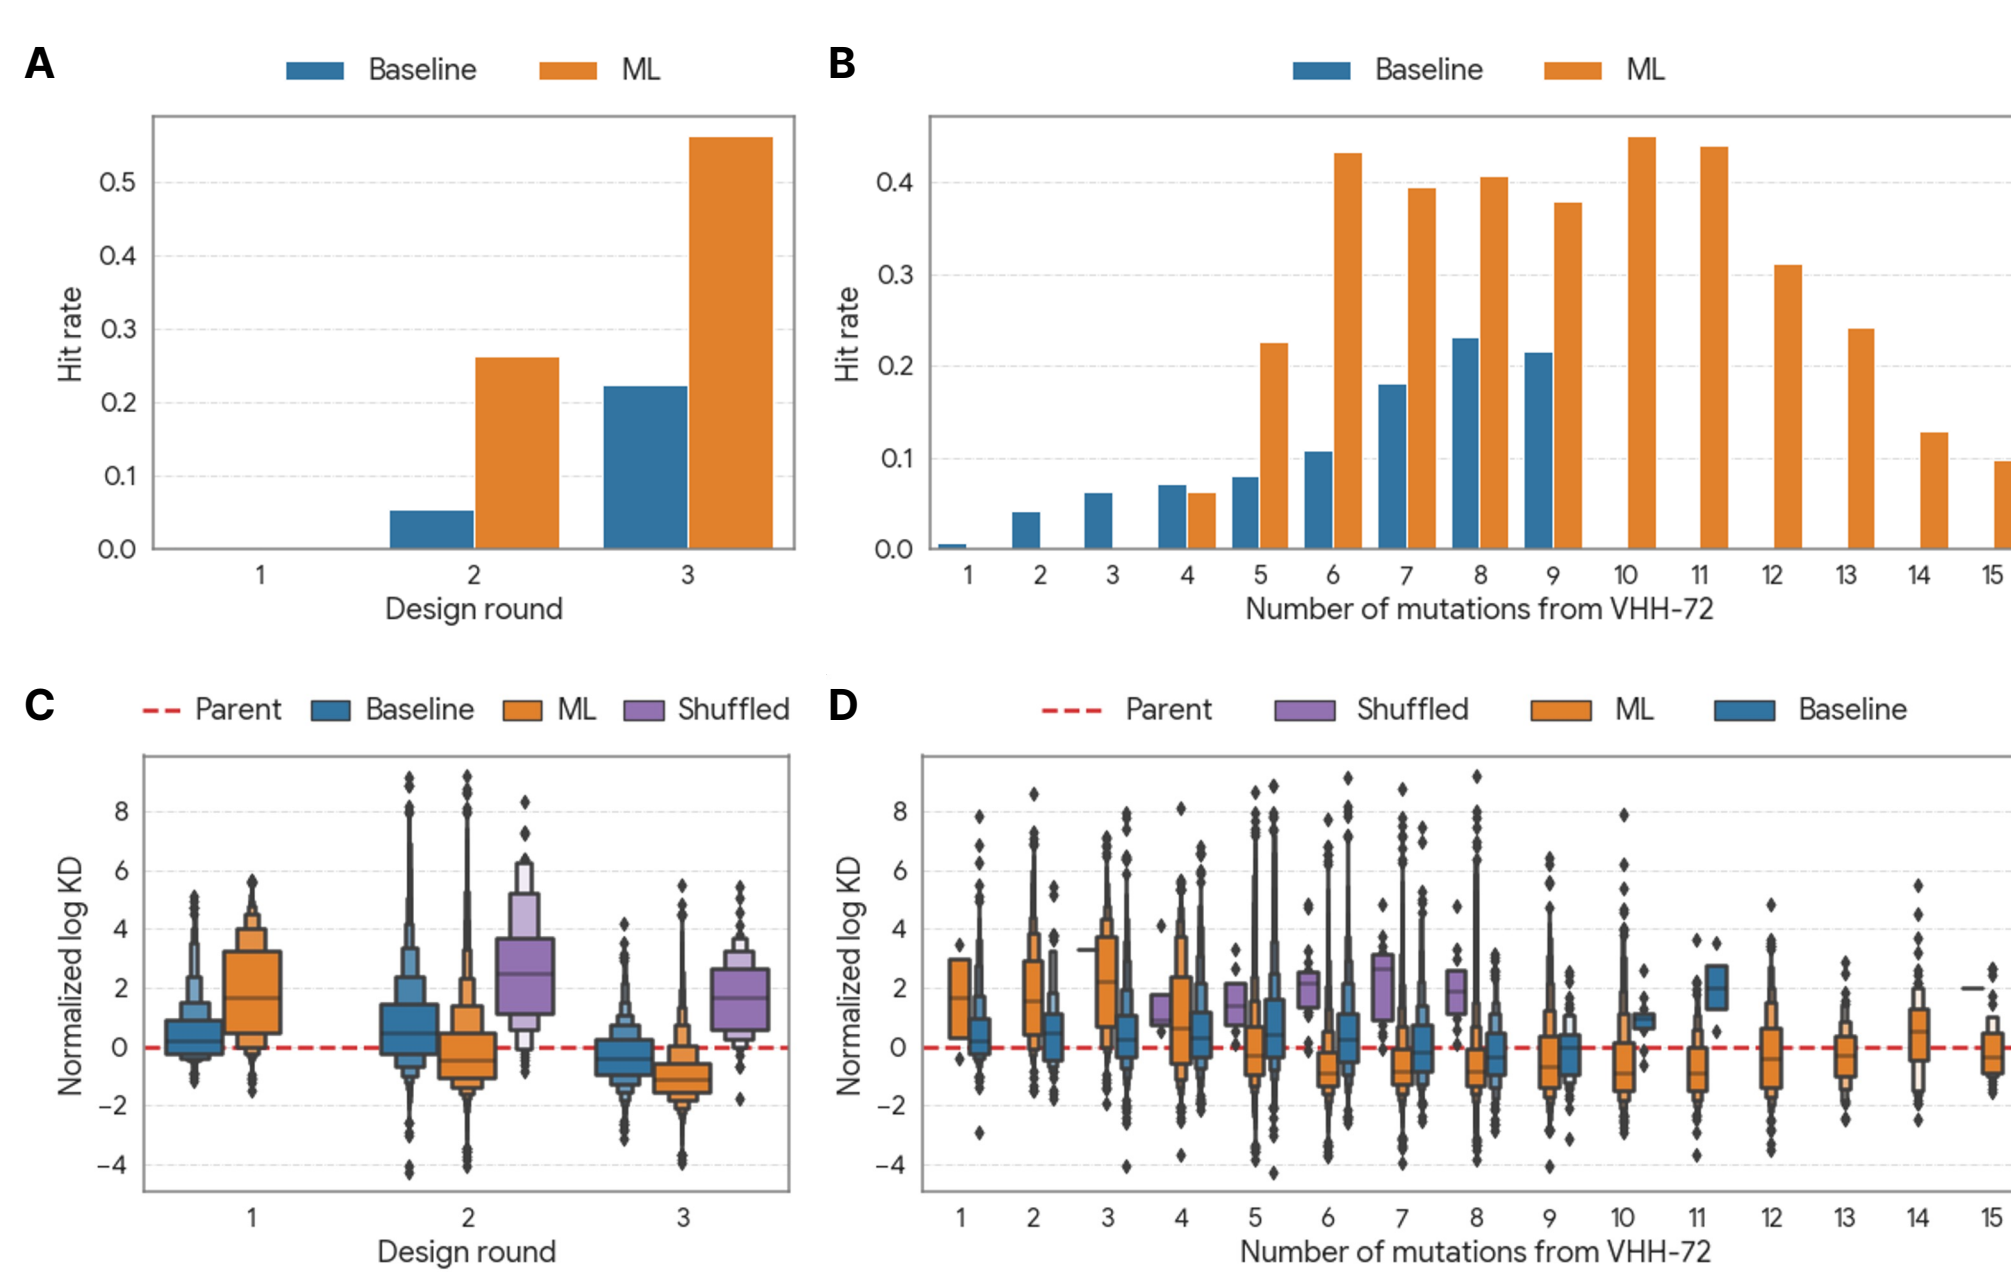 A
Baseline ML
Hit rate
0.5
0.4
0.3
0.2
0.1
0.0
1 2 3
Design round
B
Baseline ML
Hit rate
0.4
0.3
0.2
0.1
0.0
1 2 3 4 5 6 7 8 9 10 11 12 13 14 15
Number of mutations from VHH-72
C
Parent Baseline ML Shuffled
Normalized log KD
8
6
4
2
0
−2
−4
1 2 3
Design round
D
Parent Shuffled ML Baseline
Normalized log KD
8
6
4
2
0
−2
−4
1 2 3 4 5 6 7 8 9 10 11 12 13 14 15
Number of mutations from VHH-72